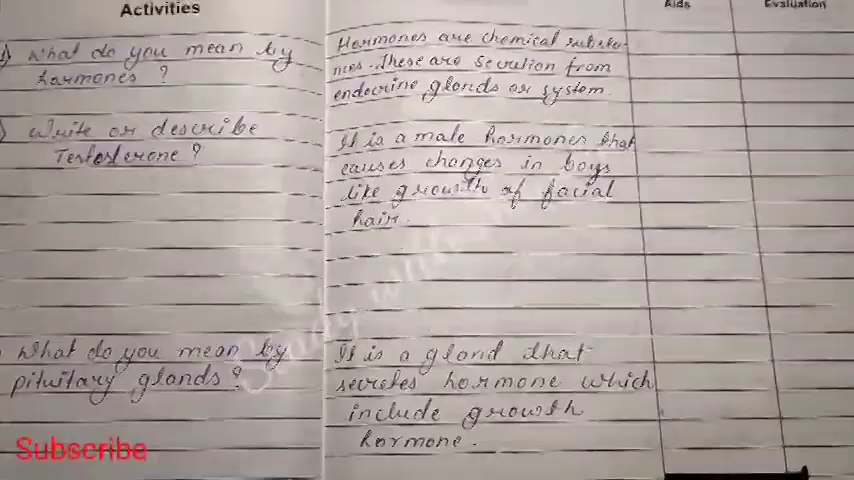 Activities
Aids
Evaluation
What do you mean by
hormones ?
Hormones are chemical substa-
nces. These are secretion from
endocrine glands or system.
Write or describe
Testosterone ?
It is a male hormones that
causes changes in boys
like growth of facial
hair.
What do you mean by
pituitary glands ?
It is a gland that
secretes hormone which
include growth
hormone.
Subscribe